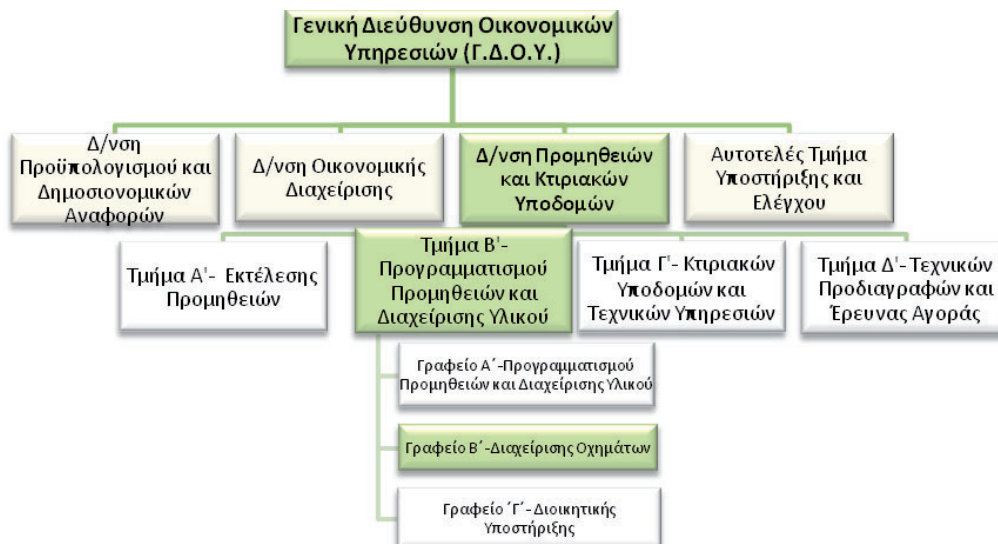 Γενική Διεύθυνση Οικονομικών
Υπηρεσιών (Γ.Δ.Ο.Υ.)
Δ/νση
Προϋπολογισμού και
Δημοσιονομικών
Αναφορών
Δ/νση Οικονομικής
Διαχείρισης
Δ/νση Προμηθειών
και Κτιριακών
Υποδομών
Αυτοτελές Τμήμα
Υποστήριξης και
Ελέγχου
Τμήμα Α'- Εκτέλεσης
Προμηθειών
Τμήμα Β'-
Προγραμματισμού
Προμηθειών και
Διαχείρισης Υλικού
Τμήμα Γ'- Κτιριακών
Υποδομών και
Τεχνικών Υπηρεσιών
Τμήμα Δ'-Τεχνικών
Προδιαγραφών και
Έρευνας Αγοράς
Γραφείο Α΄-Προγραμματισμού
Προμηθειών και Διαχείρισης Υλικού
Γραφείο Β΄-Διαχείρισης Οχημάτων
Γραφείο ΄Γ΄- Διοικητικής
Υποστήριξης